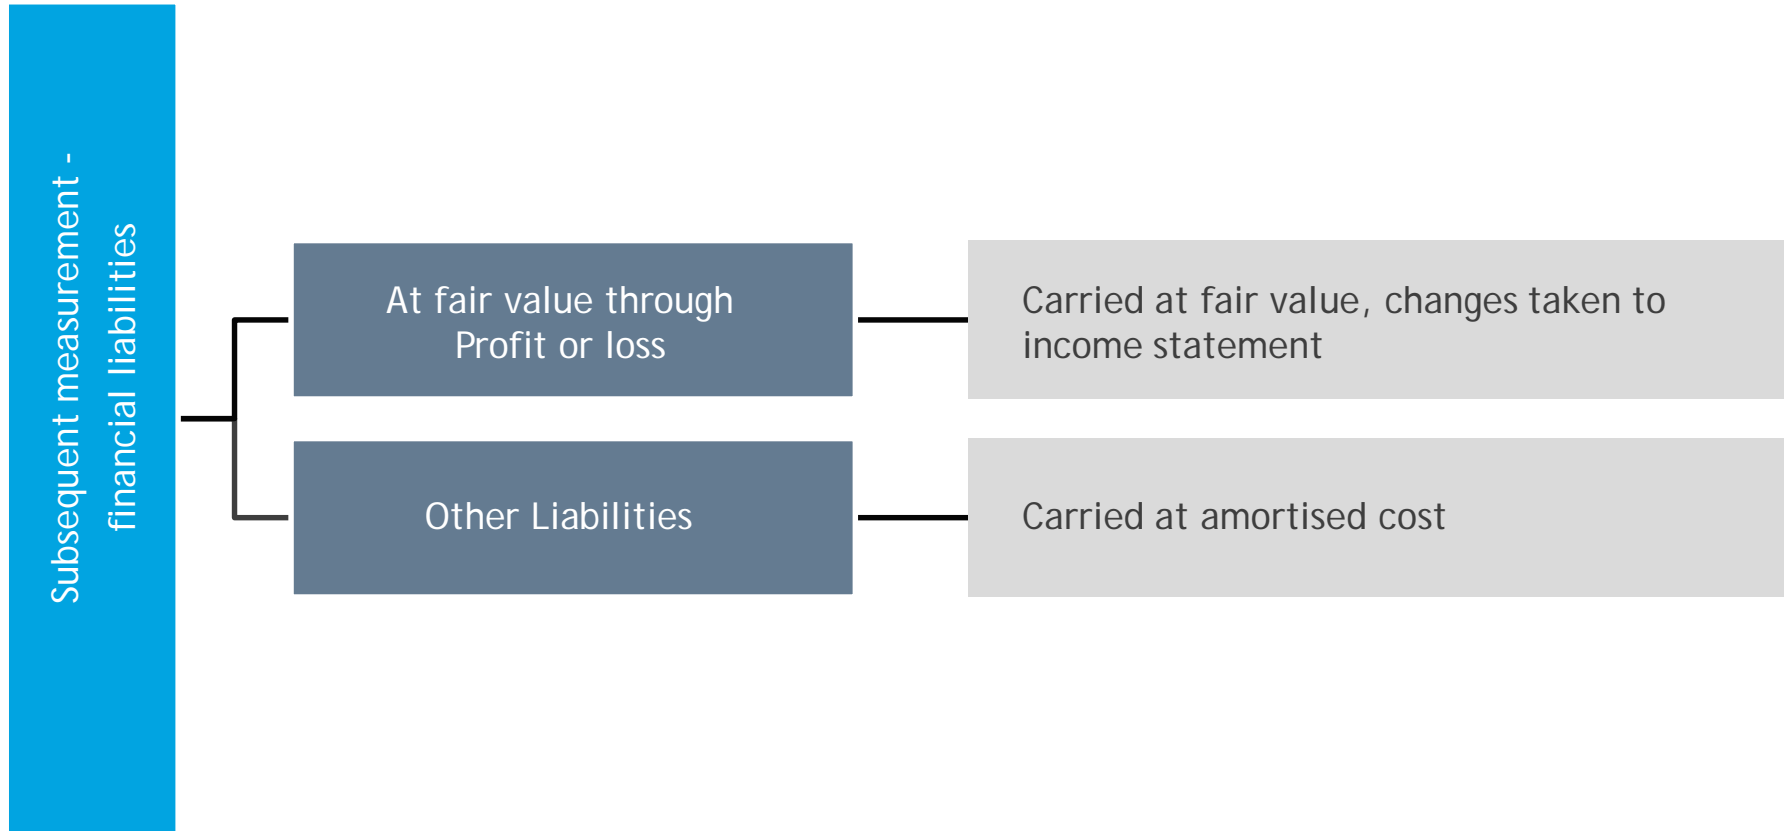 Subsequent measurement -
financial liabilities
At fair value through
Profit or loss
Carried at fair value, changes taken to
income statement
Other Liabilities
Carried at amortised cost